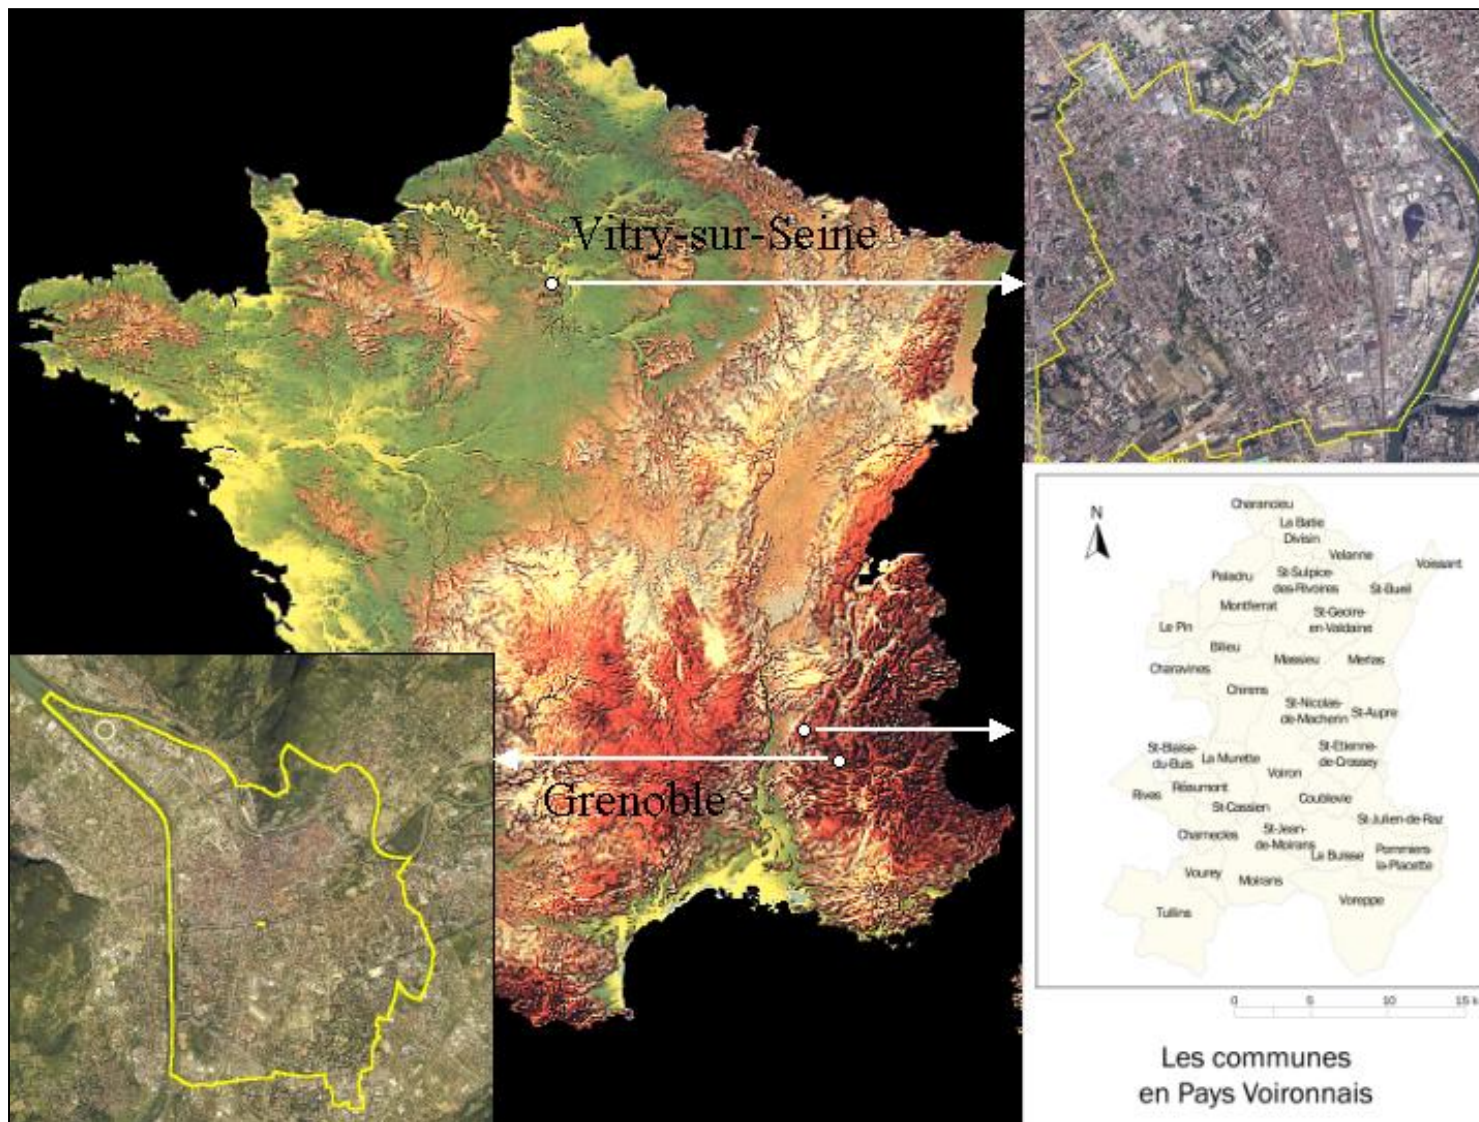 Vitry-sur-Seine
Grenoble
N
Charancieu
La Batie
Divisin
Velanne
Voissant
Paladru
St-Sulpice-
des-Rivoires
St-Bueil
Montferrat
St-Geoire-
en-Valdaine
Le Pin
Bilieu
Massieu
Merlas
Charavines
Chirens
St-Nicolas-
de-Macherin
St-Aupre
St-Blaise-
du-Buis
La Murette
St-Etienne-
de-Crossey
Voiron
Rives
Réaumont
St-Cassien
Coublevie
St-Julien-de-Raz
Charnecles
St-Jean-
de-Moirans
La Buisse
Pommiers-
la-Placette
Vourey
Moirans
Voreppe
Tullins
0 5 10 15 k
Les communes
en Pays Voironnais